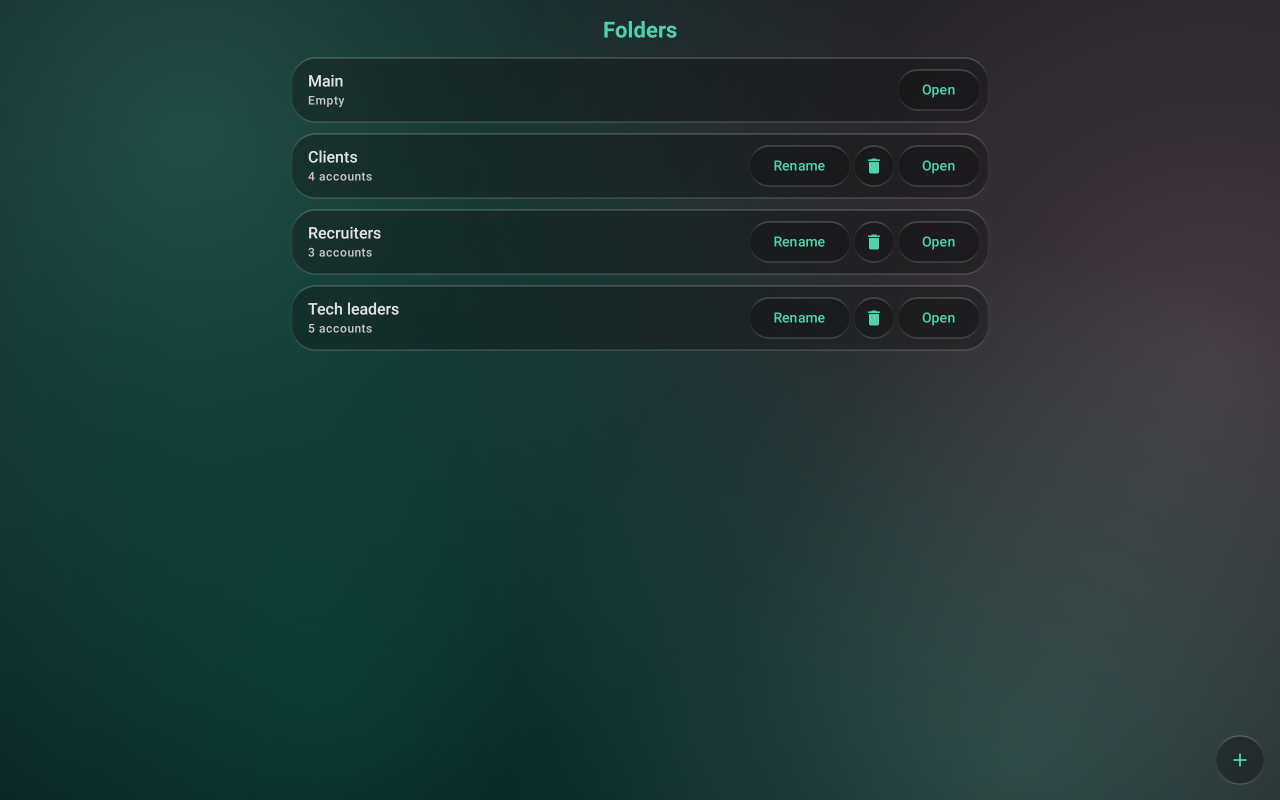 Folders
Main
Empty
Open
Clients
4 accounts
Rename
Open
Recruiters
3 accounts
Rename
Open
Tech leaders
5 accounts
Rename
Open